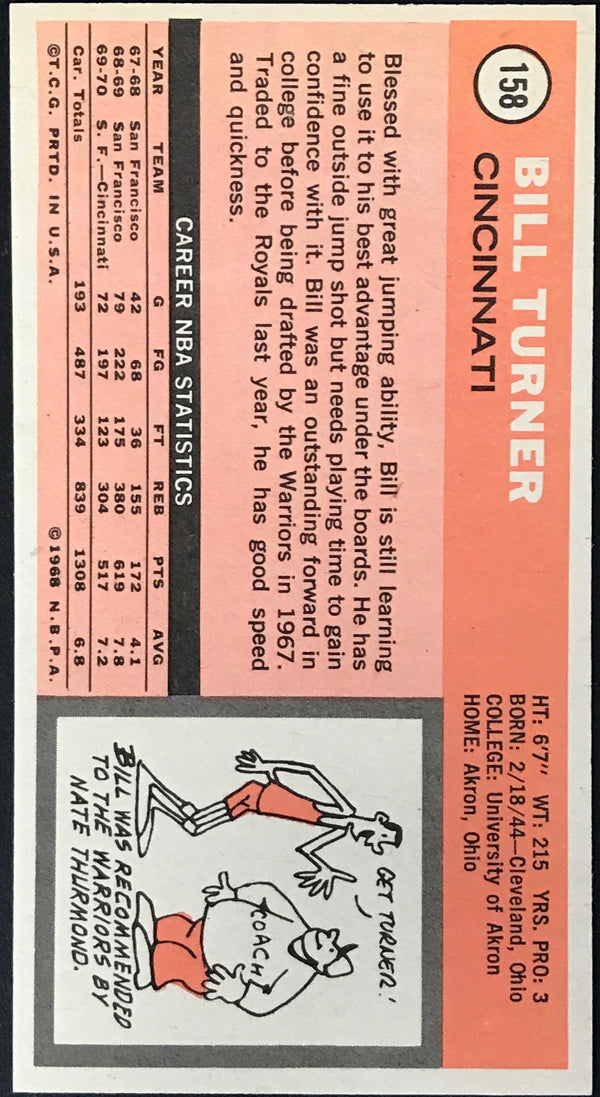 158
BILL TURNER
CINCINNATI
HT: 6'7" WT: 215 YRS. PRO: 3
BORN: 2/18/44—Cleveland, Ohio
COLLEGE: University of Akron
HOME: Akron, Ohio
Blessed with great jumping ability, Bill is still learning
to use it to his best advantage under the boards. He has
a fine outside jump shot but needs playing time to gain
confidence with it. Bill was an outstanding forward in
college before being drafted by the Warriors in 1967.
Traded to the Royals last year, he has good speed
and quickness.
CAREER NBA STATISTICS
YEAR TEAM G FG FT REB PTS AVG
67-68 San Francisco 42 68 36 155 172 4.1
68-69 San Francisco 79 222 175 380 619 7.8
69-70 S. F.—Cincinnati 72 197 123 304 517 7.2
Car. Totals 193 487 334 839 1308 6.8
©T.C.G. PRTD. IN U.S.A. ©1968 N.B.P.A.
GET TURNER!
COACH
BILL WAS RECOMMENDED
TO THE WARRIORS BY
NATE THURMOND.